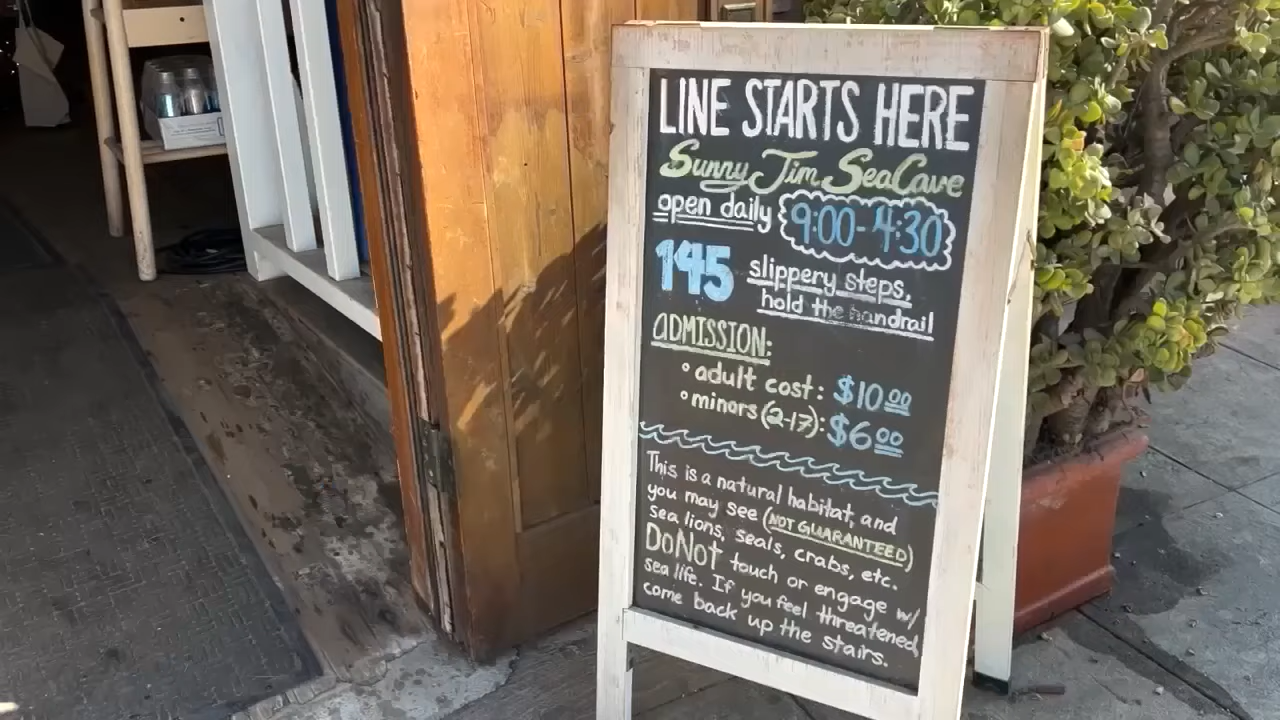 LINE STARTS HERE
Sunny Jim SeaCave
open daily 9:00-4:30
145 slippery steps,
hold the handrail
ADMISSION:
• adult cost: $10.00
• minors (2-17): $6.00
This is a natural habitat, and
you may see (NOT GUARANTEED)
sea lions, seals, crabs, etc.
DoNot touch or engage w/
sea life. If you feel threatened,
come back up the stairs.